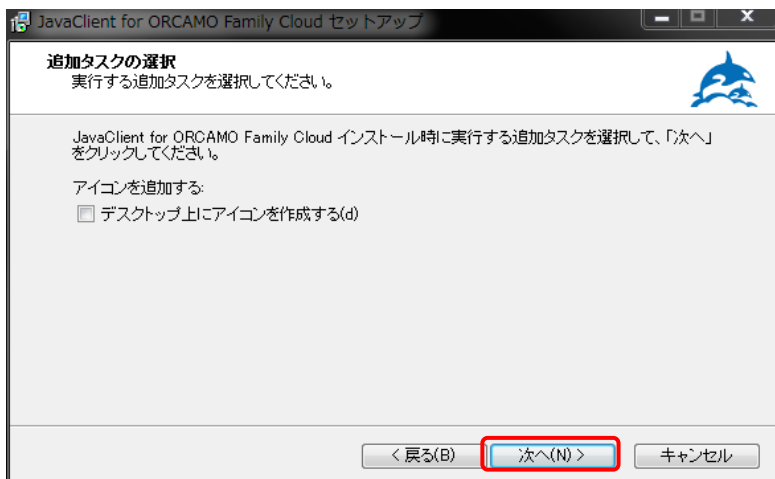 JavaClient for ORCAMO Family Cloud セットアップ
追加タスクの選択
実行する追加タスクを選択してください。
JavaClient for ORCAMO Family Cloud インストール時に実行する追加タスクを選択して、「次へ」
をクリックしてください。
アイコンを追加する:
デスクトップ上にアイコンを作成する(d)
< 戻る(B)
次へ(N) >
キャンセル